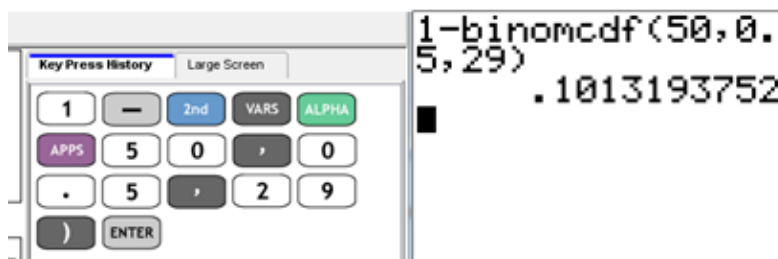 Key Press History Large Screen
1 − 2nd VARS ALPHA
APPS 5 0 , 0
. 5 , 2 9
) ENTER
1-binomcdf(50,0.
5,29)
.1013193752